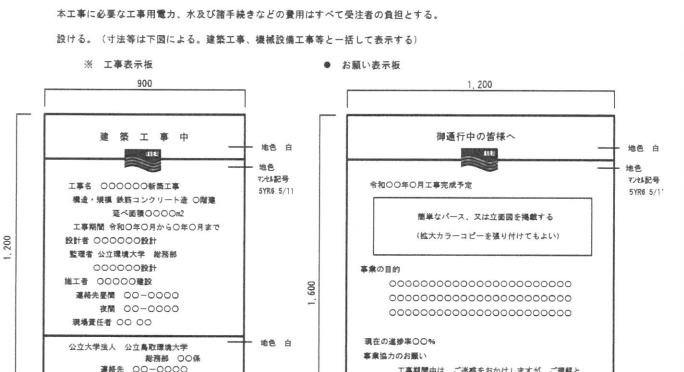 本工事に必要な工事用電力、水及び諸手続きなどの費用はすべて受注者の負担とする。
設ける。（寸法等は下図による。建築工事、機械設備工事等と一括して表示する）
※ 工事表示板
900
1,200
建築工事中
地色 白
地色
マンセル記号
5YR6.5/11
工事名 ○○○○○○新築工事
構造・規模 鉄筋コンクリート造 ○階建
延べ面積○○○○m2
工事期間 令和○年○月から○年○月まで
設計者 ○○○○○○設計
監理者 公立環境大学 総務部
○○○○○○設計
施工者 ○○○○○建設
連絡先昼間 ○○－○○○○
夜間 ○○－○○○○
現場責任者 ○○ ○○
公立大学法人 公立鳥取環境大学
総務部 ○○係
連絡先 ○○－○○○○
地色 白
● お願い表示板
1,200
1,600
御通行中の皆様へ
地色 白
地色
マンセル記号
5YR6.5/1
令和○○年○月工事完成予定
簡単なパース、又は立面図を掲載する
（拡大カラーコピーを張り付けてもよい）
事業の目的
○○○○○○○○○○○○○○○○○○○○○○
○○○○○○○○○○○○○○○○○○○○○○
○○○○○○○○○○○○○○○○○○○○○○
現在の進捗率○○%
事業協力のお願い
工事期間中は、ご迷惑をおかけしますが、ご理解と